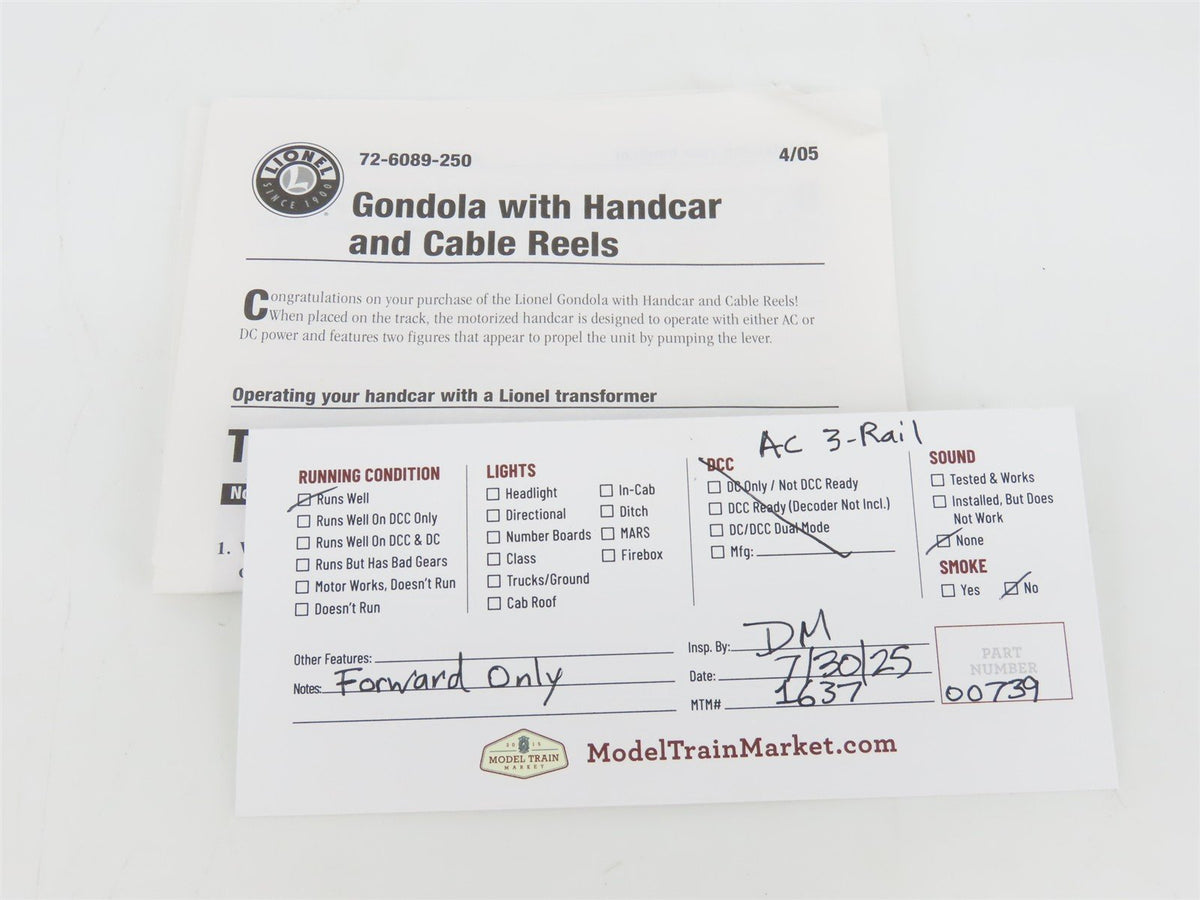 LIONEL
L
SINCE 1900
72-6089-250
4/05
Gondola with Handcar
and Cable Reels
Congratulations on your purchase of the Lionel Gondola with Handcar and Cable Reels!
When placed on the track, the motorized handcar is designed to operate with either AC or
DC power and features two figures that appear to propel the unit by pumping the lever.
Operating your handcar with a Lionel transformer
1.
RUNNING CONDITION
Runs Well
Runs Well On DCC Only
Runs Well On DCC & DC
Runs But Has Bad Gears
Motor Works, Doesn't Run
Doesn't Run
LIGHTS
Headlight
Directional
Number Boards
Class
Trucks/Ground
Cab Roof
In-Cab
Ditch
MARS
Firebox
AC 3-Rail
DCC
DC Only / Not DCC Ready
DCC Ready (Decoder Not Incl.)
DC/DCC Dual Mode
Mfg:
SOUND
Tested & Works
Installed, But Does
Not Work
None
SMOKE
Yes No
Other Features:
Notes: Forward Only
Insp. By: DM
Date: 7/30/25
MTM# 1637
PART
NUMBER
00739
2015
MODEL TRAIN
MARKET
ModelTrainMarket.com